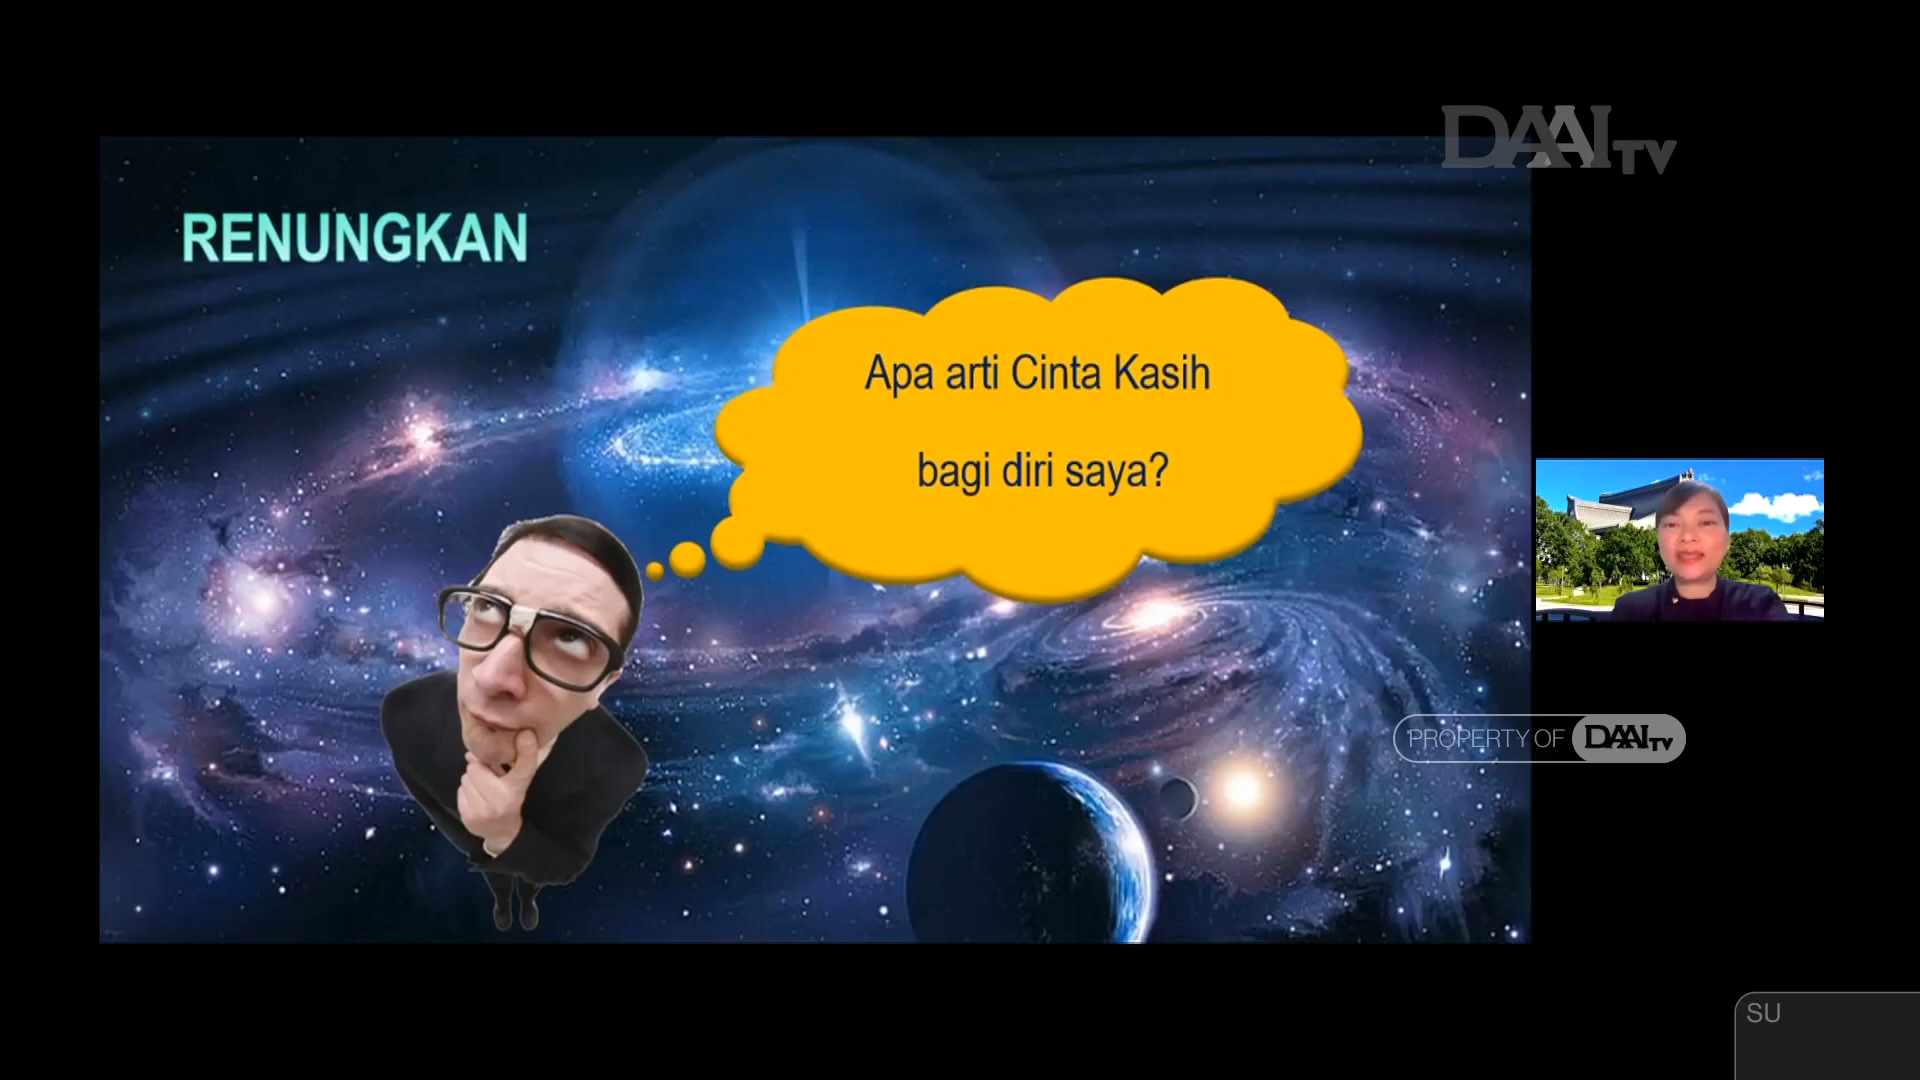 DAAI TV
RENUNGKAN
Apa arti Cinta Kasih
bagi diri saya?
PROPERTY OF DAAI TV
SU